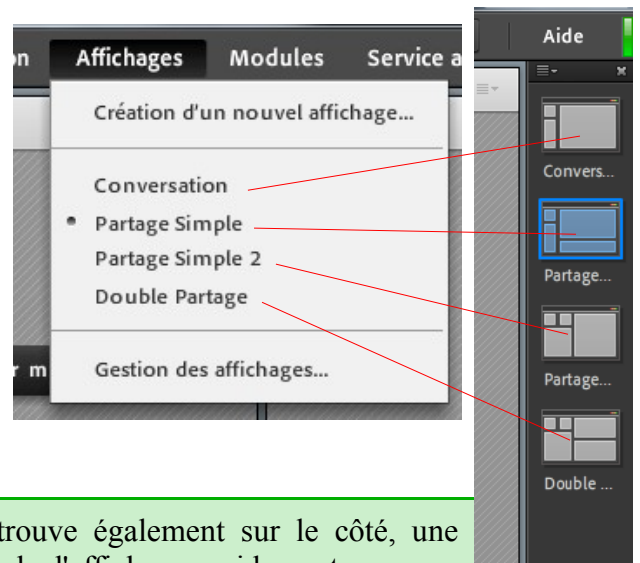 Affichages Modules Service a
Création d'un nouvel affichage...
Conversation
Partage Simple
Partage Simple 2
Double Partage
Gestion des affichages...
Aide
Convers...
Partage...
Partage...
Double ...
trouve également sur le côté, une